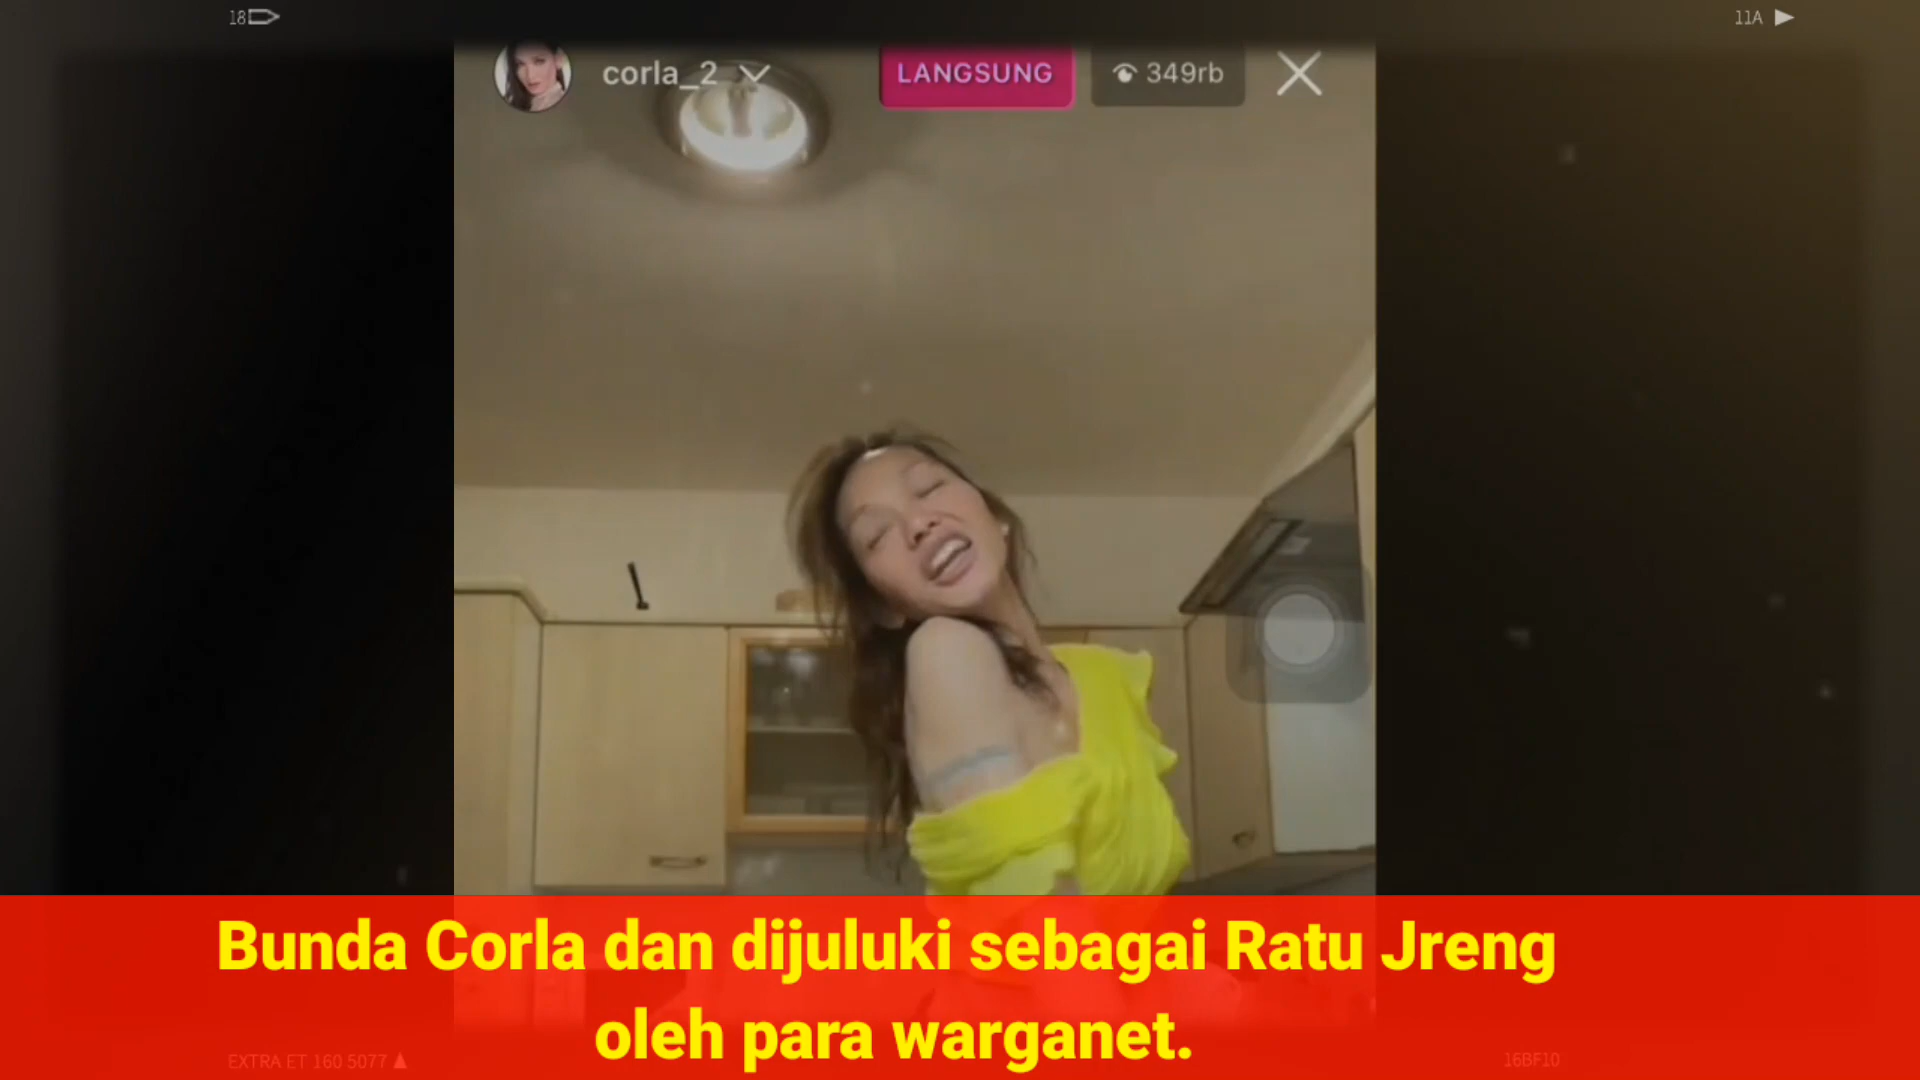 18
11A
corla_2
LANGSUNG
349rb
Bunda Corla dan dijuluki sebagai Ratu Jreng
oleh para warganet.
EXTRA ET 160 5077
16BF10